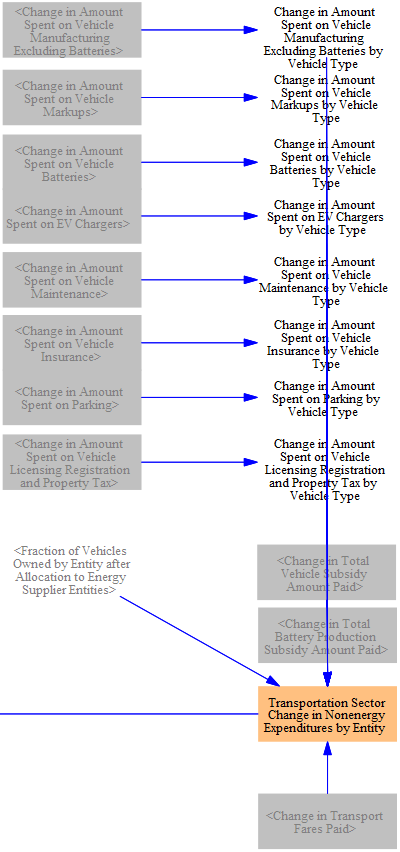 <Change in Amount
Spent on Vehicle
Manufacturing
Excluding Batteries>
Change in Amount
Spent on Vehicle
Manufacturing
Excluding Batteries by
Vehicle Type
<Change in Amount
Spent on Vehicle
Markups>
Change in Amount
Spent on Vehicle
Markups by Vehicle
Type
<Change in Amount
Spent on Vehicle
Batteries>
Change in Amount
Spent on Vehicle
Batteries by Vehicle
Type
<Change in Amount
Spent on EV Chargers>
Change in Amount
Spent on EV Chargers
by Vehicle Type
<Change in Amount
Spent on Vehicle
Maintenance>
Change in Amount
Spent on Vehicle
Maintenance by Vehicle
Type
<Change in Amount
Spent on Vehicle
Insurance>
Change in Amount
Spent on Vehicle
Insurance by Vehicle
Type
<Change in Amount
Spent on Parking>
Change in Amount
Spent on Parking by
Vehicle Type
<Change in Amount
Spent on Vehicle
Licensing Registration
and Property Tax>
Change in Amount
Spent on Vehicle
Licensing Registration
and Property Tax by
Vehicle Type
<Fraction of Vehicles
Owned by Entity after
Allocation to Energy
Supplier Entities>
<Change in Total
Vehicle Subsidy
Amount Paid>
<Change in Total
Battery Production
Subsidy Amount Paid>
Transportation Sector
Change in Nonenergy
Expenditures by Entity
<Change in Transport
Fares Paid>